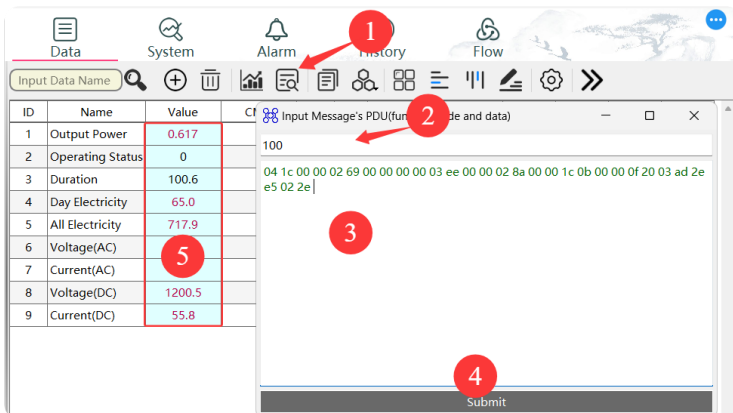 Data System Alarm History Flow
1
Input Data Name
ID Name Value
1 Output Power 0.617
2 Operating Status 0
3 Duration 100.6
4 Day Electricity 65.0
5 All Electricity 717.9
6 Voltage(AC)
7 Current(AC)
8 Voltage(DC) 1200.5
9 Current(DC) 55.8
5
Input Message's PDU(fun de and data)
2
100
04 1c 00 00 02 69 00 00 00 00 03 ee 00 00 02 8a 00 00 1c 0b 00 00 0f 20 03 ad 2e
e5 02 2e
3
4
Submit